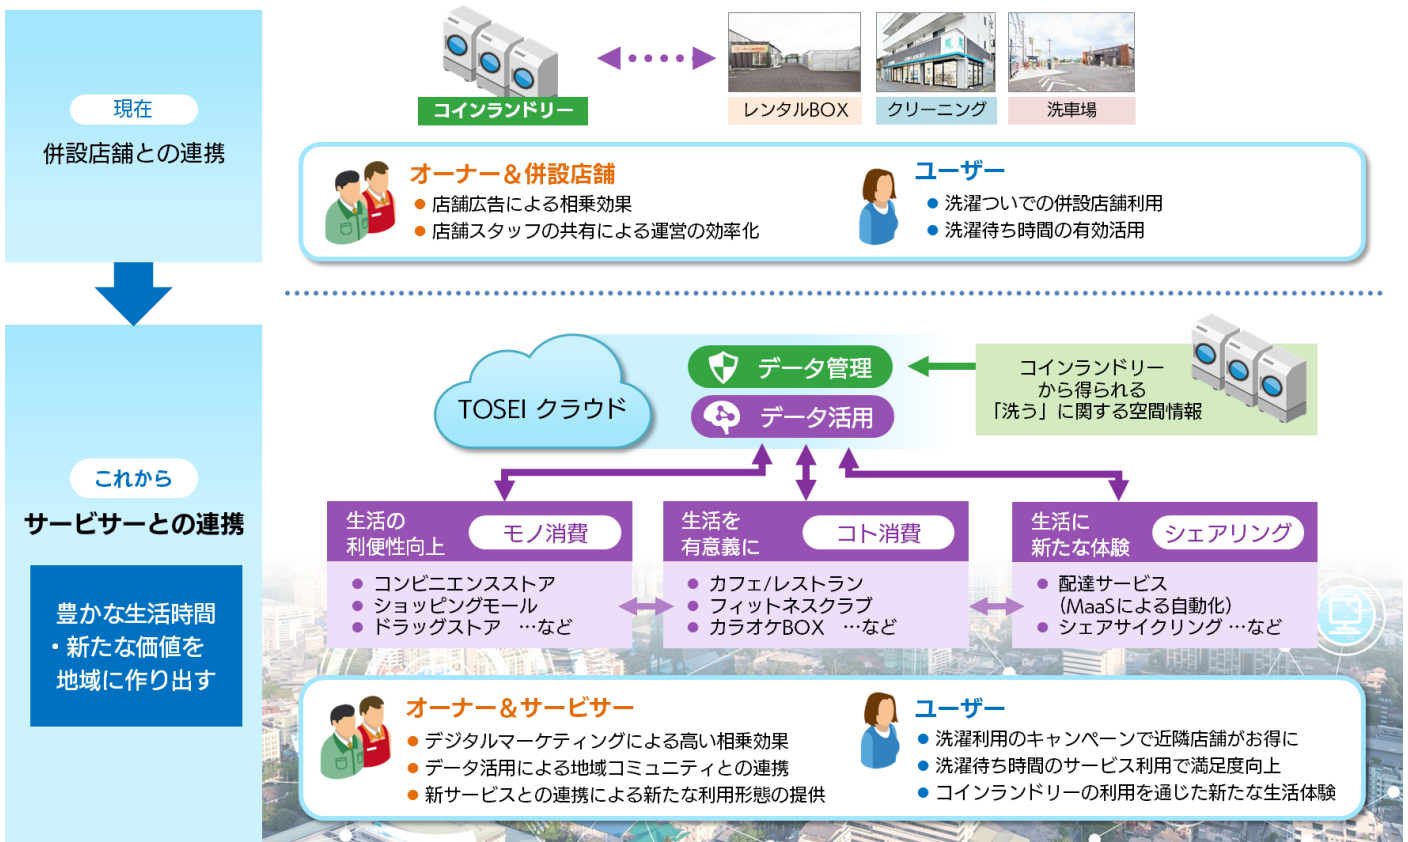 現在
併設店舗との連携
コインランドリー
レンタルBOX
クリーニング
洗車場
オーナー＆併設店舗
● 店舗広告による相乗効果
● 店舗スタッフの共有による運営の効率化
ユーザー
● 洗濯ついでの併設店舗利用
● 洗濯待ち時間の有効活用
これから
サービサーとの連携
豊かな生活時間
・新たな価値を
地域に作り出す
TOSEI クラウド
データ管理
データ活用
コインランドリー
から得られる
「洗う」に関する空間情報
生活の
利便性向上
モノ消費
● コンビニエンスストア
● ショッピングモール
● ドラッグストア …など
生活を
有意義に
コト消費
● カフェ/レストラン
● フィットネスクラブ
● カラオケBOX …など
生活に
新たな体験
シェアリング
● 配達サービス
（MaaSによる自動化）
● シェアサイクリング …など
オーナー＆サービサー
● デジタルマーケティングによる高い相乗効果
● データ活用による地域コミュニティとの連携
● 新サービスとの連携による新たな利用形態の提供
ユーザー
● 洗濯利用のキャンペーンで近隣店舗がお得に
● 洗濯待ち時間のサービス利用で満足度向上
● コインランドリーの利用を通じた新たな生活体験